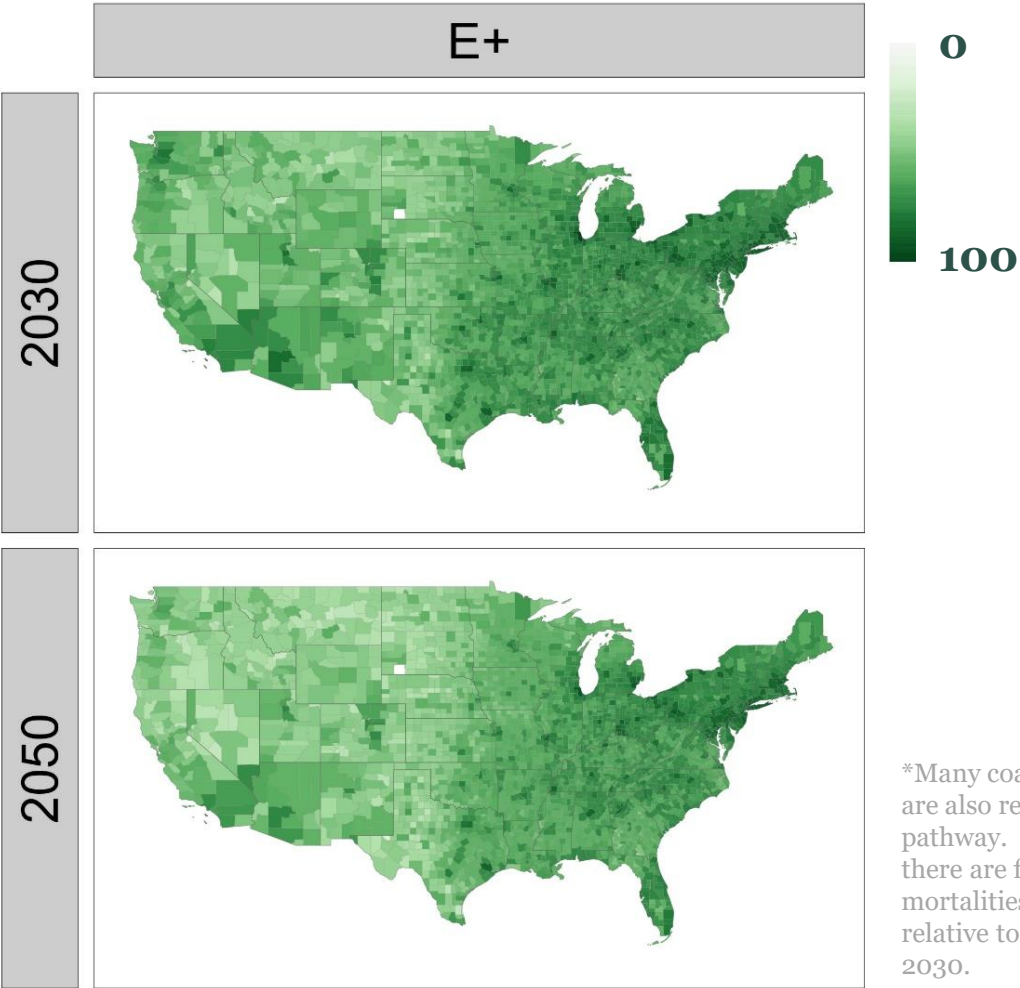 E+
0
100
2030
2050
*Many coa
are also re
pathway.
there are f
mortalities
relative to
2030.